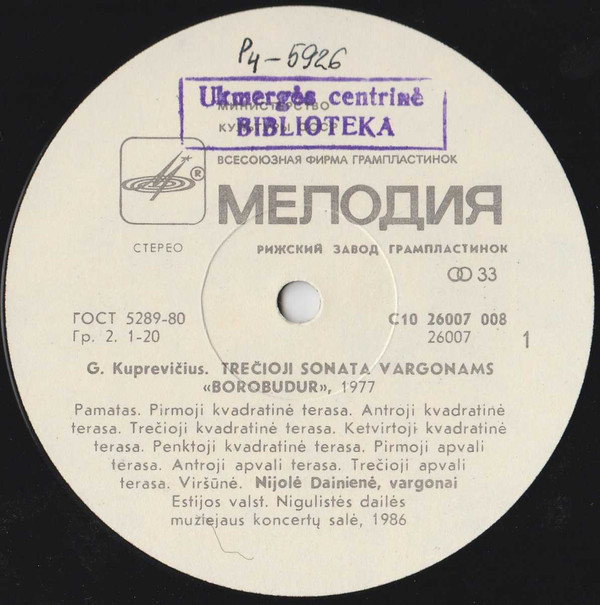 P4-5926
Ukmergės centrinė
МИНИСТЕРСТВО
BIBLIOTEKA
КУЛЬТУРЫ СССР
ВСЕСОЮЗНАЯ ФИРМА ГРАМПЛАСТИНОК
®
МЕЛОДИЯ
СТЕРЕО
РИЖСКИЙ ЗАВОД ГРАМПЛАСТИНОК
33
ГОСТ 5289-80
С10 26007 008
Гр. 2. 1-20
26007
1
G. Kuprevičius. TREČIOJI SONATA VARGONAMS
«BOROBUDUR», 1977
Pamatas. Pirmoji kvadratinė terasa. Antroji kvadratinė
terasa. Trečioji kvadratinė terasa. Ketvirtoji kvadratinė
terasa. Penktoji kvadratinė terasa. Pirmoji apvali
terasa. Antroji apvali terasa. Trečioji apvali
terasa. Viršūnė. Nijolė Dainienė, vargonai
Estijos valst. Nigulistės dailės
muziejaus koncertų salė, 1986